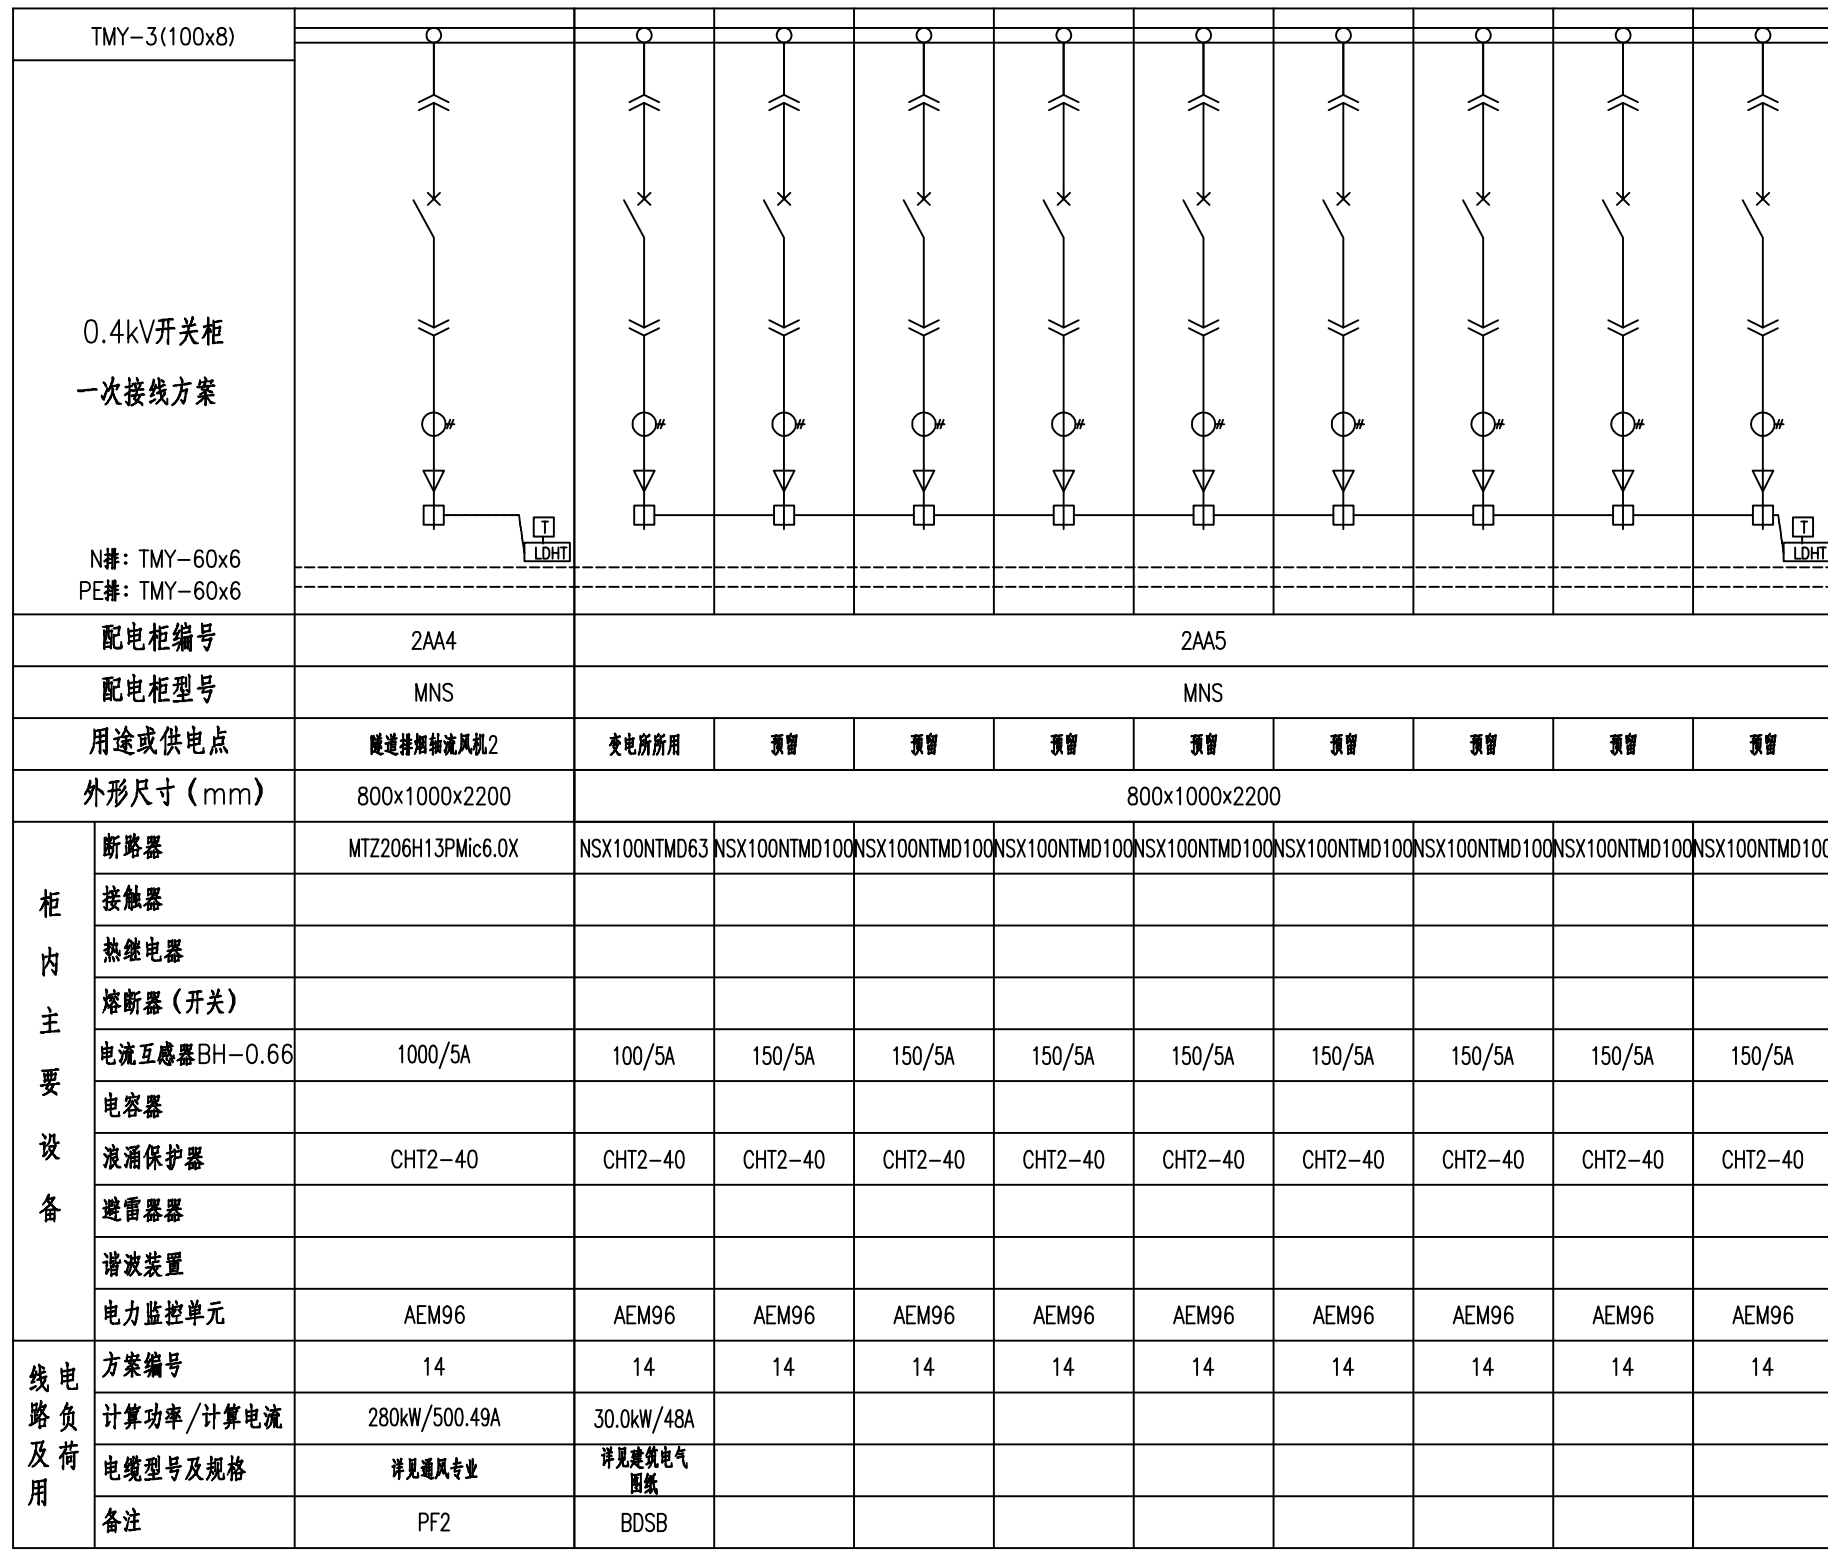 TMY-3(100x8)
0.4kV开关柜
一次接线方案
T
LDHT
T
LDHT
N排: TMY-60x6
PE排: TMY-60x6
配电柜编号 2AA4 2AA5
配电柜型号 MNS MNS
用途或供电点 隧道排烟轴流风机2 变电所所用 预留 预留 预留 预留 预留 预留 预留 预留
外形尺寸(mm) 800x1000x2200 800x1000x2200
柜内主要设备
断路器 MTZ206H13PMic6.0X NSX100NTMD63 NSX100NTMD100 NSX100NTMD100 NSX100NTMD100 NSX100NTMD100 NSX100NTMD100 NSX100NTMD100 NSX100NTMD100 NSX100NTMD100
接触器
热继电器
熔断器(开关)
电流互感器BH-0.66 1000/5A 100/5A 150/5A 150/5A 150/5A 150/5A 150/5A 150/5A 150/5A 150/5A
电容器
浪涌保护器 CHT2-40 CHT2-40 CHT2-40 CHT2-40 CHT2-40 CHT2-40 CHT2-40 CHT2-40 CHT2-40 CHT2-40
避雷器器
谐波装置
电力监控单元 AEM96 AEM96 AEM96 AEM96 AEM96 AEM96 AEM96 AEM96 AEM96 AEM96
线路及用
电负荷
方案编号 14 14 14 14 14 14 14 14 14 14
计算功率/计算电流 280kW/500.49A 30.0kW/48A
电缆型号及规格 详见通风专业 详见建筑电气
图纸
备注 PF2 BDSB